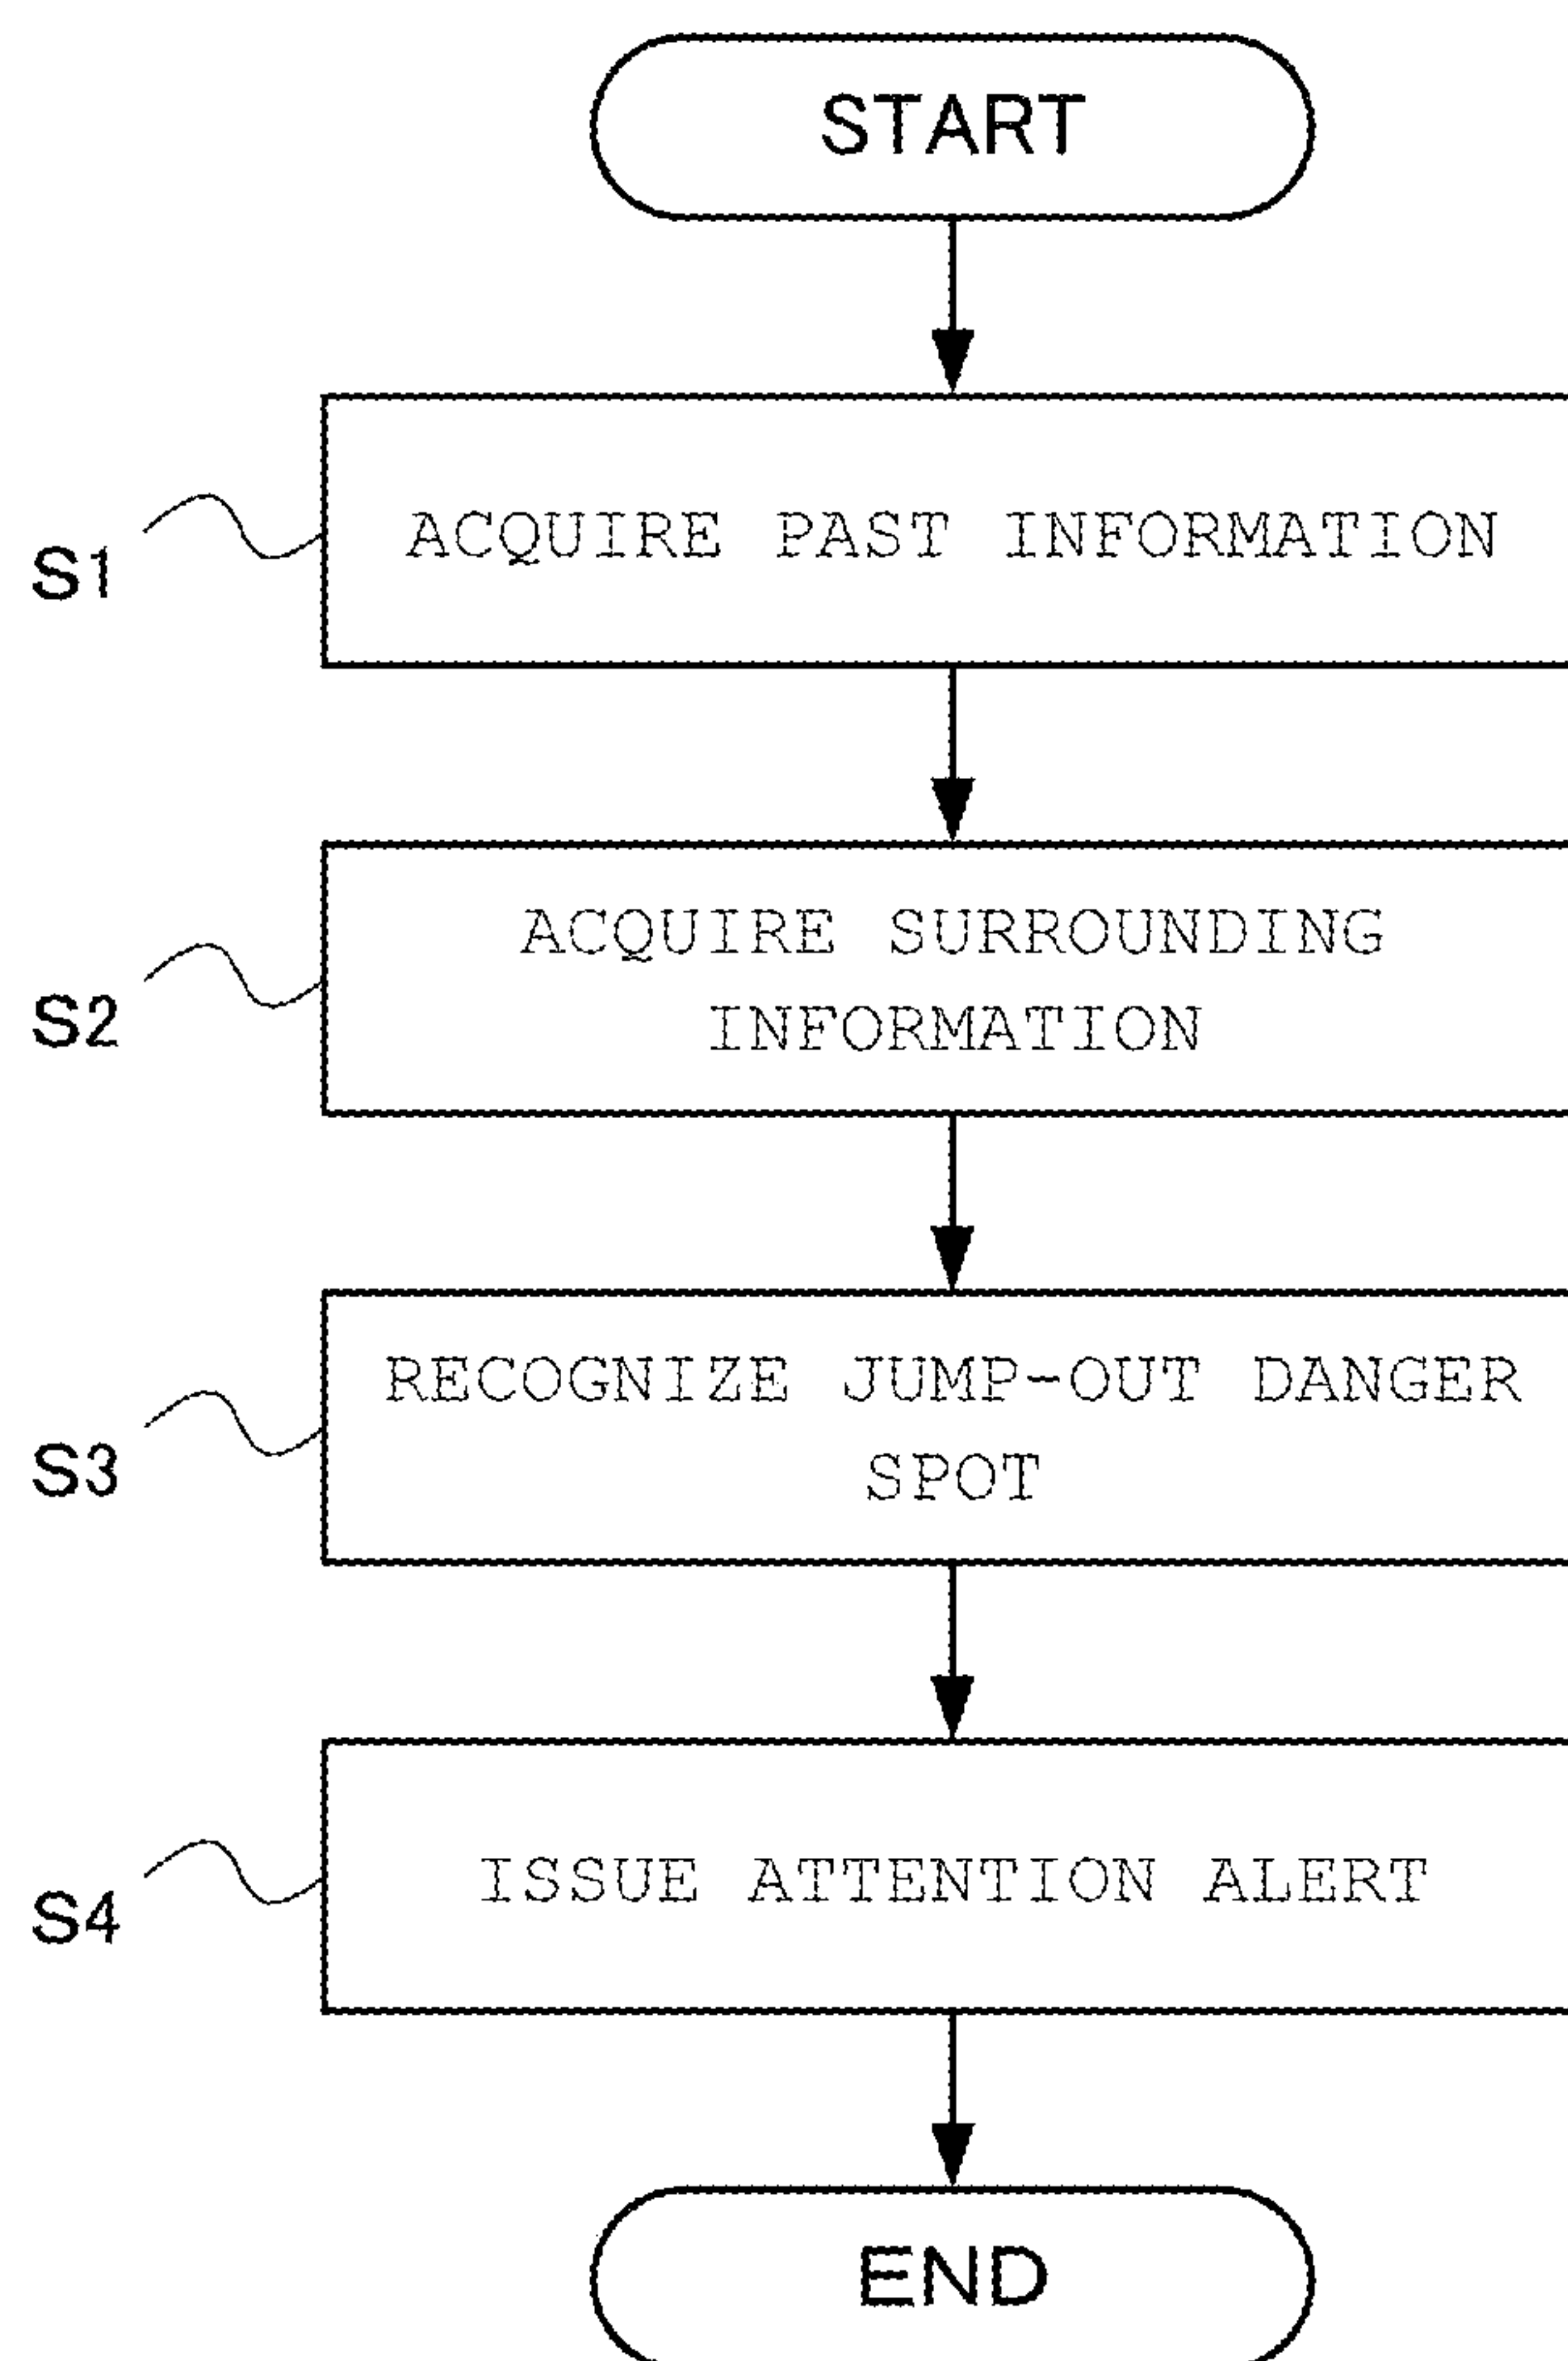 START
S1
ACQUIRE PAST INFORMATION
S2
ACQUIRE SURROUNDING
INFORMATION
S3
RECOGNIZE JUMP-OUT DANGER
SPOT
S4
ISSUE ATTENTION ALERT
END